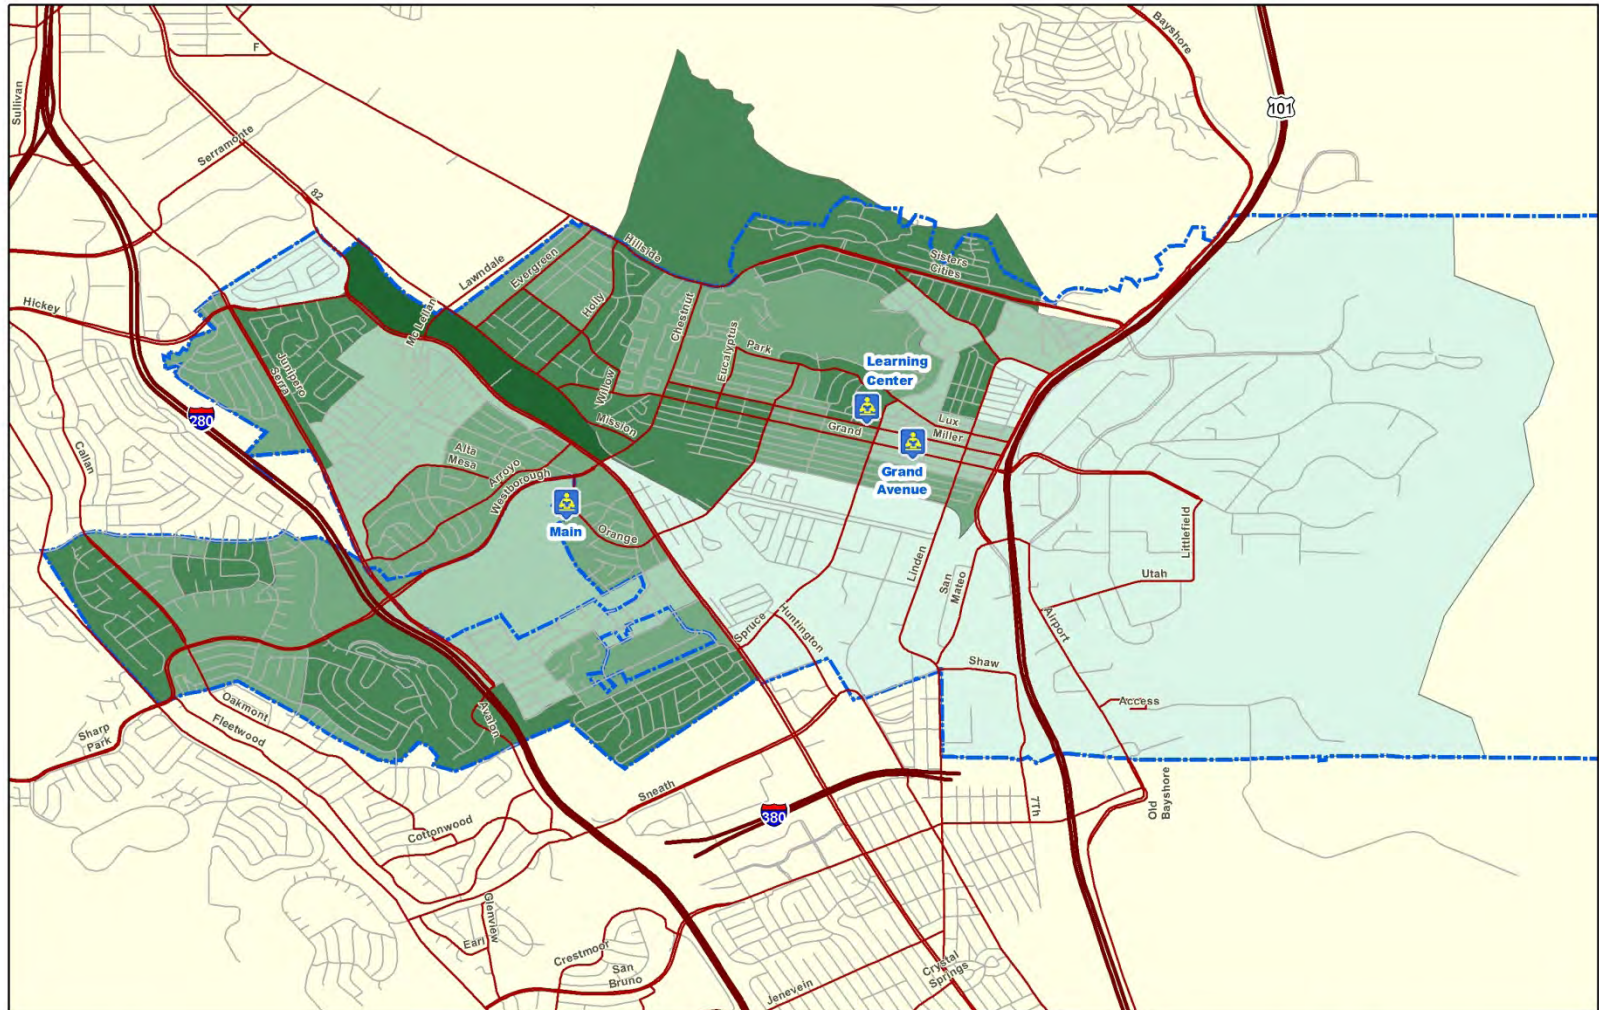 Bayshore
F
101
Sullivan
Serramonte
82
Hillside
Lawndale
Evergreen
Sisters
Cities
Holly
Chestnut
Hickey
Mc Lellan
Eucalyptus
Park
Junipero
Serra
Learning
Center
Willow
280
Mission
Grand
Lux
Miller
Callan
Alta
Mesa
Arroyo
Westborough
Grand
Avenue
Main
Orange
Littlefield
Linden
San
Mateo
Utah
Airport
Spruce
Huntington
Shaw
Oakmont
Fleetwood
Avalon
Access
Sharp
Park
Sneath
380
7Th
Old
Bayshore
Cottonwood
Glenview
Earl
Crestmoor
San
Bruno
Crystal
Springs
Jenevein